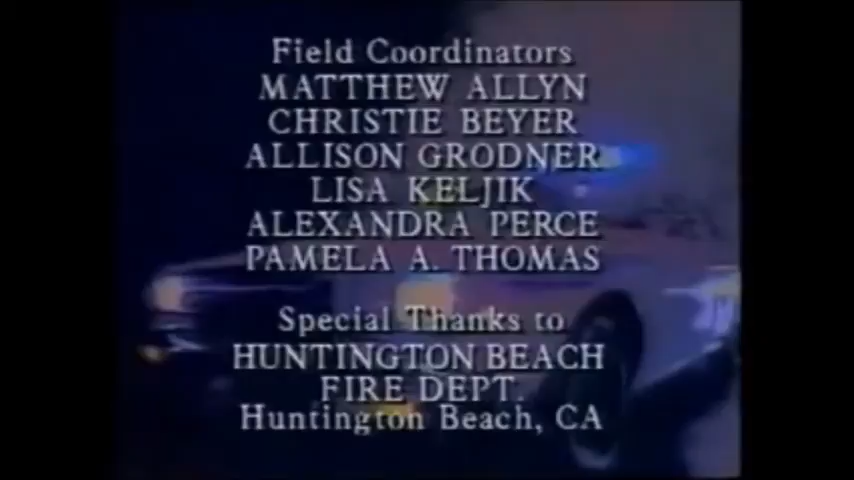 Field Coordinators
MATTHEW ALLYN
CHRISTIE BEYER
ALLISON GRODNER
LISA KELJIK
ALEXANDRA PERCE
PAMELA A. THOMAS
Special Thanks to
HUNTINGTON BEACH
FIRE DEPT.
Huntington Beach, CA